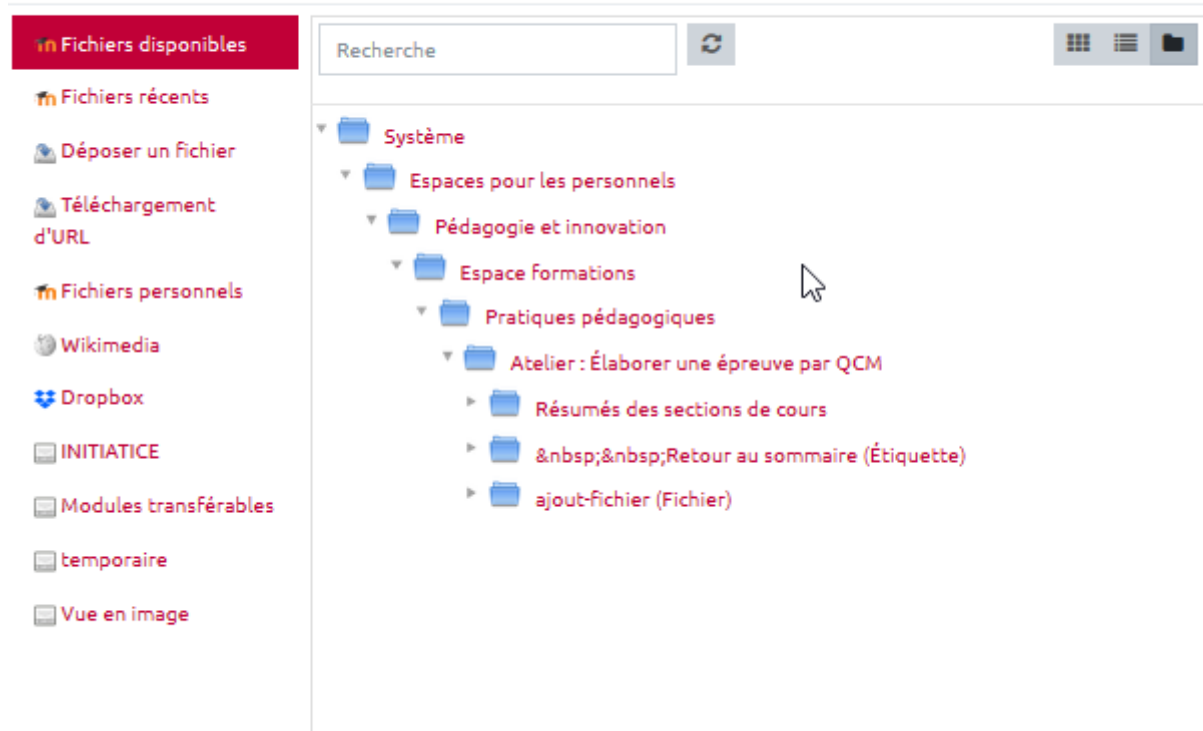 Fichiers disponibles
Fichiers récents
Déposer un fichier
Téléchargement
d'URL
Fichiers personnels
Wikimedia
Dropbox
INITIATICE
Modules transférables
temporaire
Vue en image
Recherche
Système
Espaces pour les personnels
Pédagogie et innovation
Espace formations
Pratiques pédagogiques
Atelier : Élaborer une épreuve par QCM
Résumés des sections de cours
&nbsp;&nbsp;Retour au sommaire (Étiquette)
ajout-fichier (Fichier)